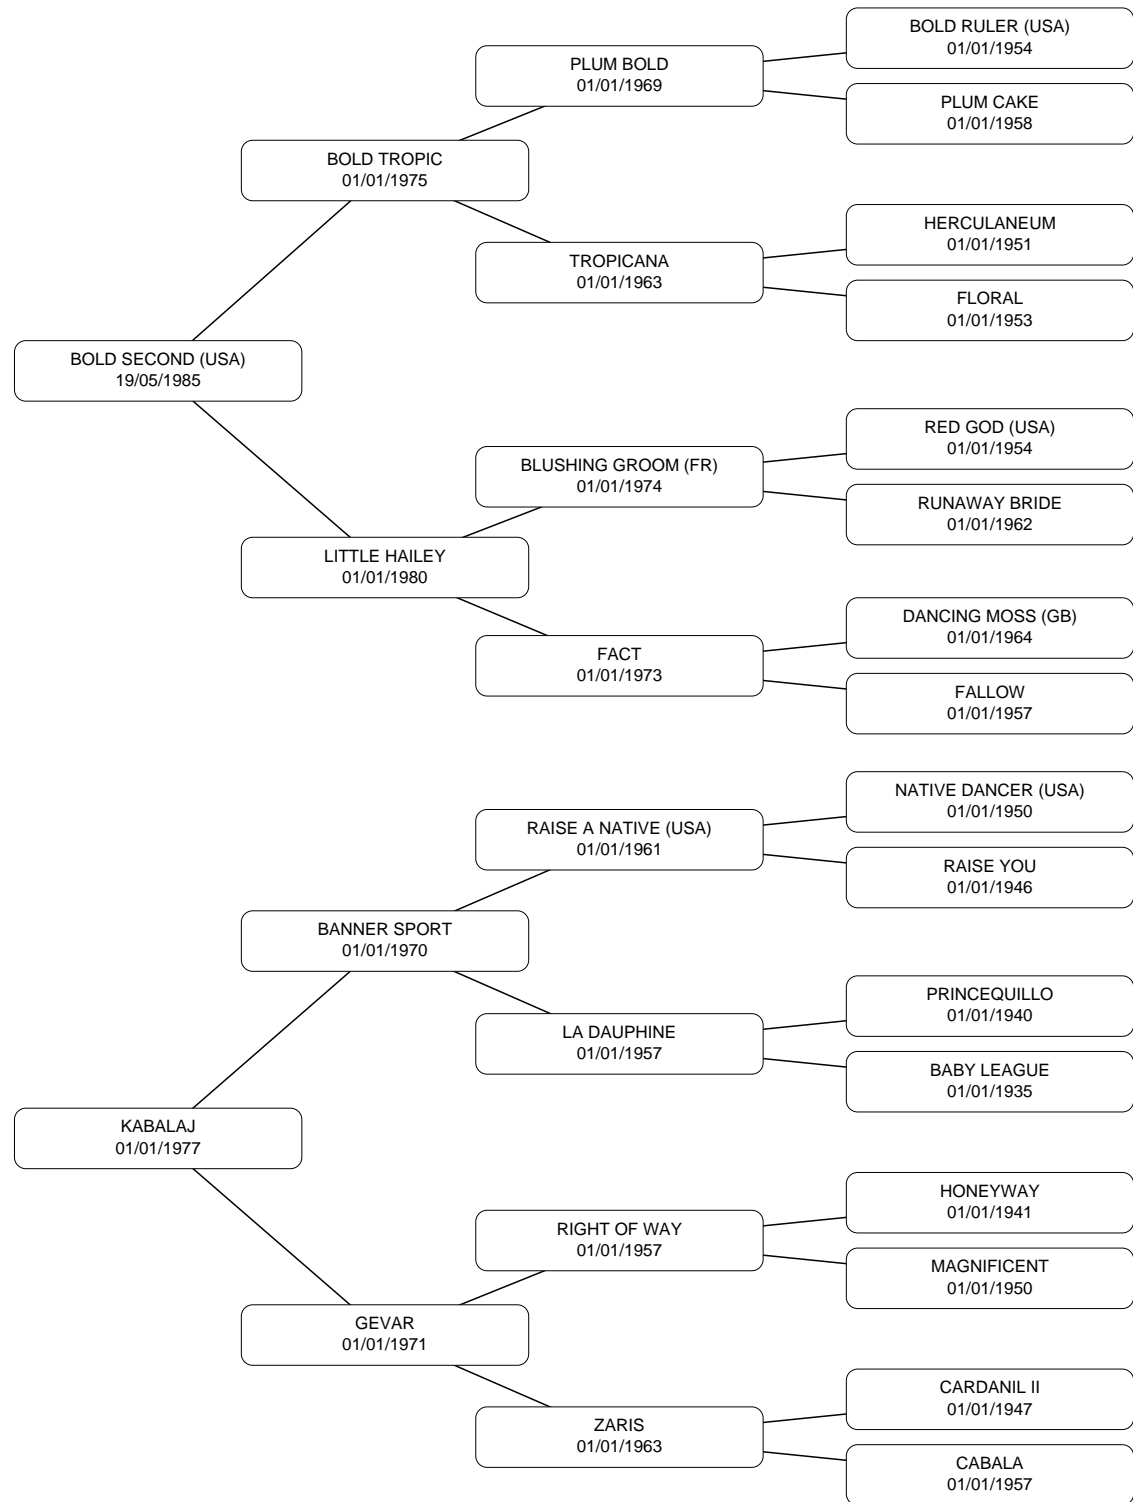 BOLD RULER (USA)
01/01/1954
PLUM BOLD
01/01/1969
PLUM CAKE
01/01/1958
BOLD TROPIC
01/01/1975
HERCULANEUM
01/01/1951
TROPICANA
01/01/1963
FLORAL
01/01/1953
BOLD SECOND (USA)
19/05/1985
RED GOD (USA)
01/01/1954
BLUSHING GROOM (FR)
01/01/1974
RUNAWAY BRIDE
01/01/1962
LITTLE HAILEY
01/01/1980
DANCING MOSS (GB)
01/01/1964
FACT
01/01/1973
FALLOW
01/01/1957
NATIVE DANCER (USA)
01/01/1950
RAISE A NATIVE (USA)
01/01/1961
RAISE YOU
01/01/1946
BANNER SPORT
01/01/1970
PRINCEQUILLO
01/01/1940
LA DAUPHINE
01/01/1957
BABY LEAGUE
01/01/1935
KABALAJ
01/01/1977
HONEYWAY
01/01/1941
RIGHT OF WAY
01/01/1957
MAGNIFICENT
01/01/1950
GEVAR
01/01/1971
CARDANIL II
01/01/1947
ZARIS
01/01/1963
CABALA
01/01/1957